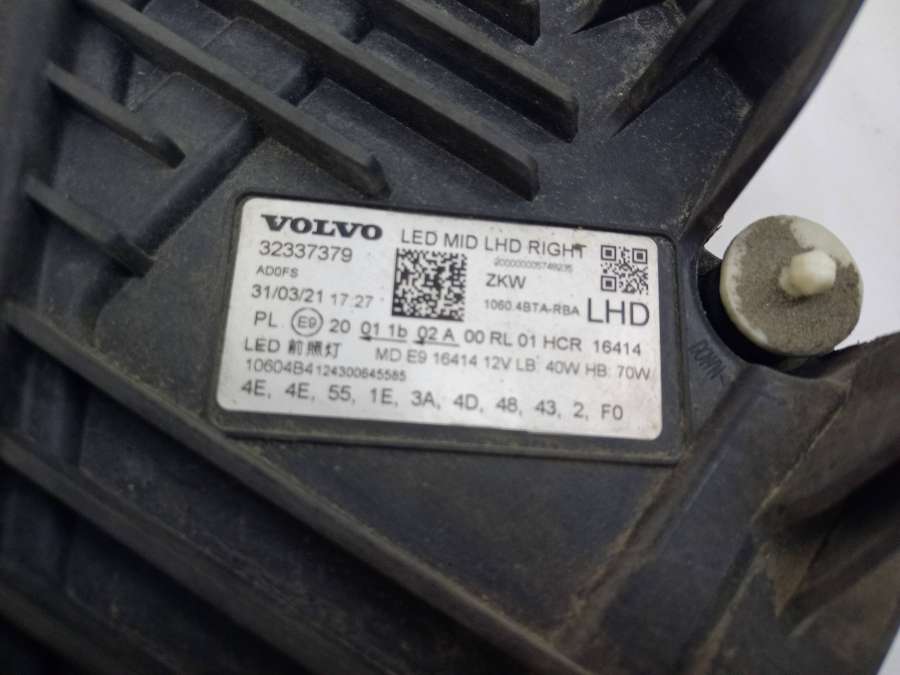 VOLVO LED MID LHD RIGHT
32337379
AD0FS ZKW
31/03/21 17:27 1060.4BTA-RBA LHD
PL E9 20 01 1b 02 A 00 RL 01 HCR 16414
LED 前照灯 MD E9 16414 12V LB: 40W HB: 70W
10604B4124300645585
4E, 4E, 55, 1E, 3A, 4D, 48, 43, 2, F0